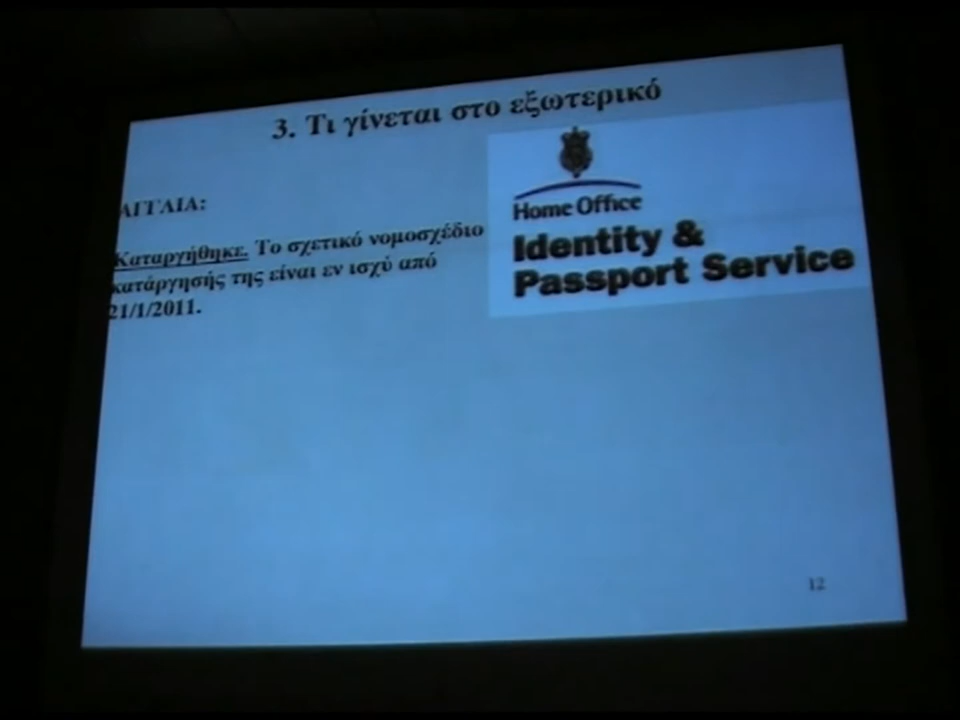 3. Τι γίνεται στο εξωτερικό
ΑΓΓΛΙΑ:
Καταργήθηκε. Το σχετικό νομοσχέδιο
κατάργησής της είναι εν ισχύ από
21/1/2011.
Home Office
Identity &
Passport Service
12